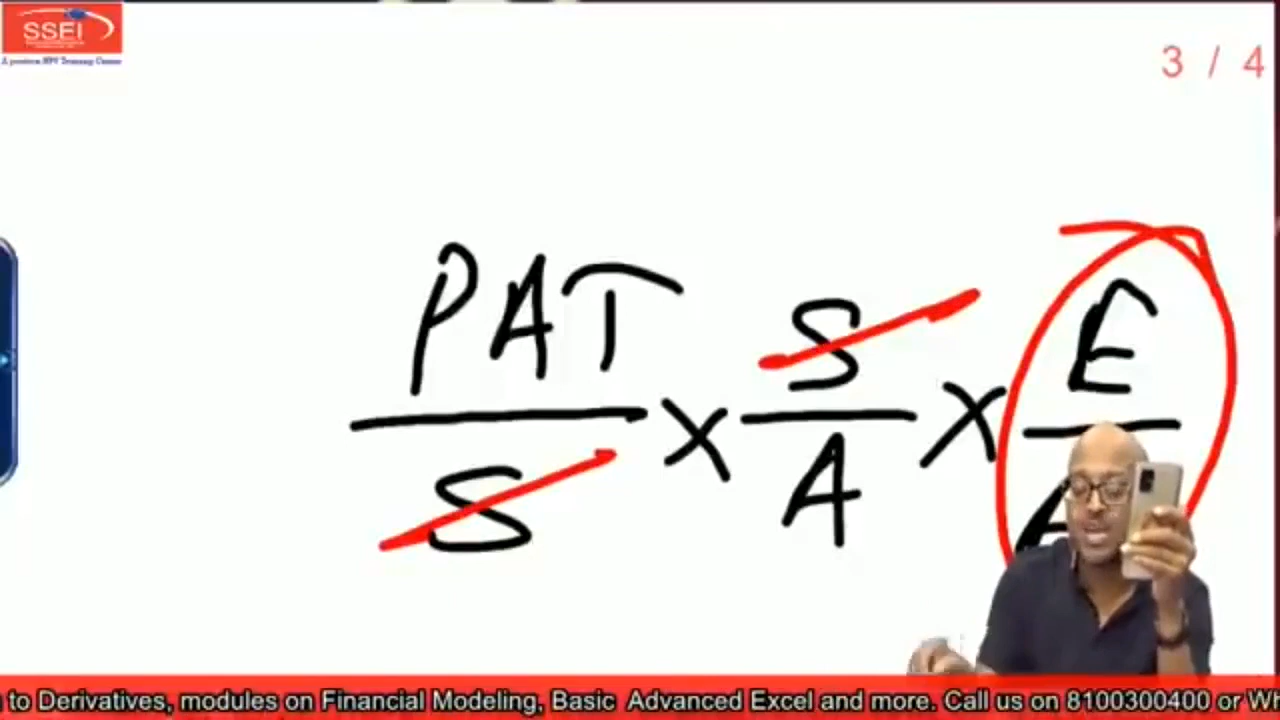 SSEI
3 / 4
PAT S E
× ×
S A A
to Derivatives, modules on Financial Modeling, Basic Advanced Excel and more. Call us on 8100300400 or Wh